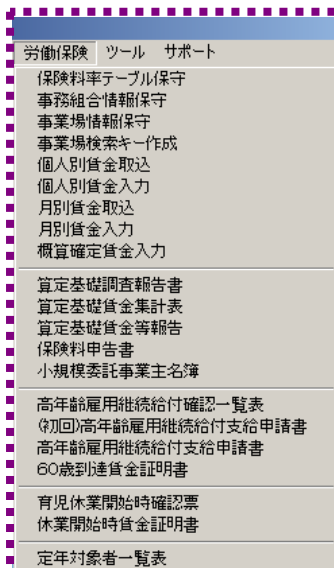 労働保険 ツール サポート
保険料率テーブル保守
事務組合情報保守
事業場情報保守
事業場検索キー作成
個人別賃金取込
個人別賃金入力
月別賃金取込
月別賃金入力
概算確定賃金入力
算定基礎調査報告書
算定基礎賃金集計表
算定基礎賃金等報告
保険料申告書
小規模委託事業主名簿
高年齢雇用継続給付確認一覧表
(初回)高年齢雇用継続給付支給申請書
高年齢雇用継続給付支給申請書
60歳到達賃金証明書
育児休業開始時確認票
休業開始時賃金証明書
定年対象者一覧表